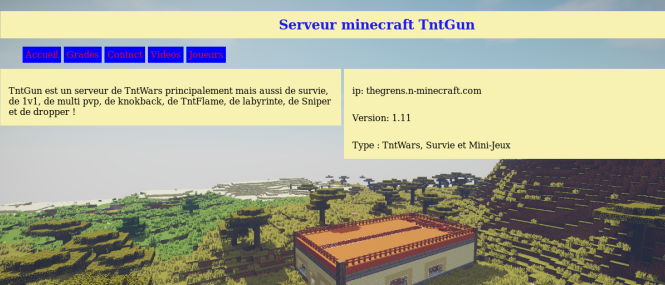 Serveur minecraft TntGun
Accueil Grades Contact Videos Joueurs
TntGun est un serveur de TntWars principalement mais aussi de survie,
de 1v1, de multi pvp, de knokback, de TntFlame, de labyrinte, de Sniper
et de dropper !
ip: thegrens.n-minecraft.com
Version: 1.11
Type : TntWars, Survie et Mini-Jeux